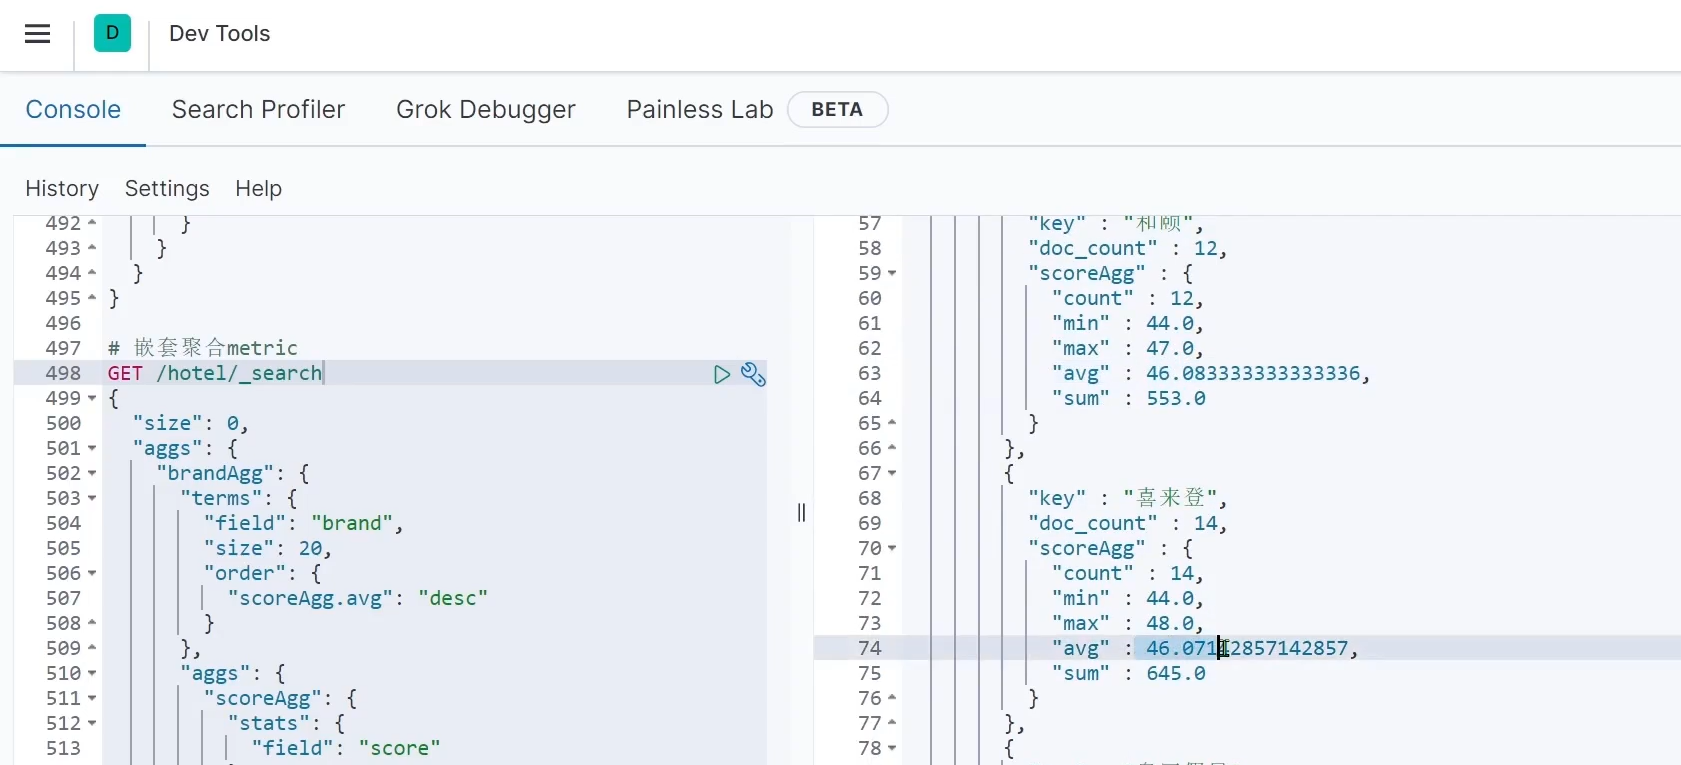 D Dev Tools
Console Search Profiler Grok Debugger Painless Lab BETA
History Settings Help
492 }
493 }
494 }
495 }
496
497 # 嵌套聚合metric
498 GET /hotel/_search
499 {
500 "size": 0,
501 "aggs": {
502 "brandAgg": {
503 "terms": {
504 "field": "brand",
505 "size": 20,
506 "order": {
507 "scoreAgg.avg": "desc"
508 }
509 },
510 "aggs": {
511 "scoreAgg": {
512 "stats": {
513 "field": "score"
57 "key" : "和颐",
58 "doc_count" : 12,
59 "scoreAgg" : {
60 "count" : 12,
61 "min" : 44.0,
62 "max" : 47.0,
63 "avg" : 46.083333333333336,
64 "sum" : 553.0
65 }
66 },
67 {
68 "key" : "喜来登",
69 "doc_count" : 14,
70 "scoreAgg" : {
71 "count" : 14,
72 "min" : 44.0,
73 "max" : 48.0,
74 "avg" : 46.07142857142857,
75 "sum" : 645.0
76 }
77 },
78 {